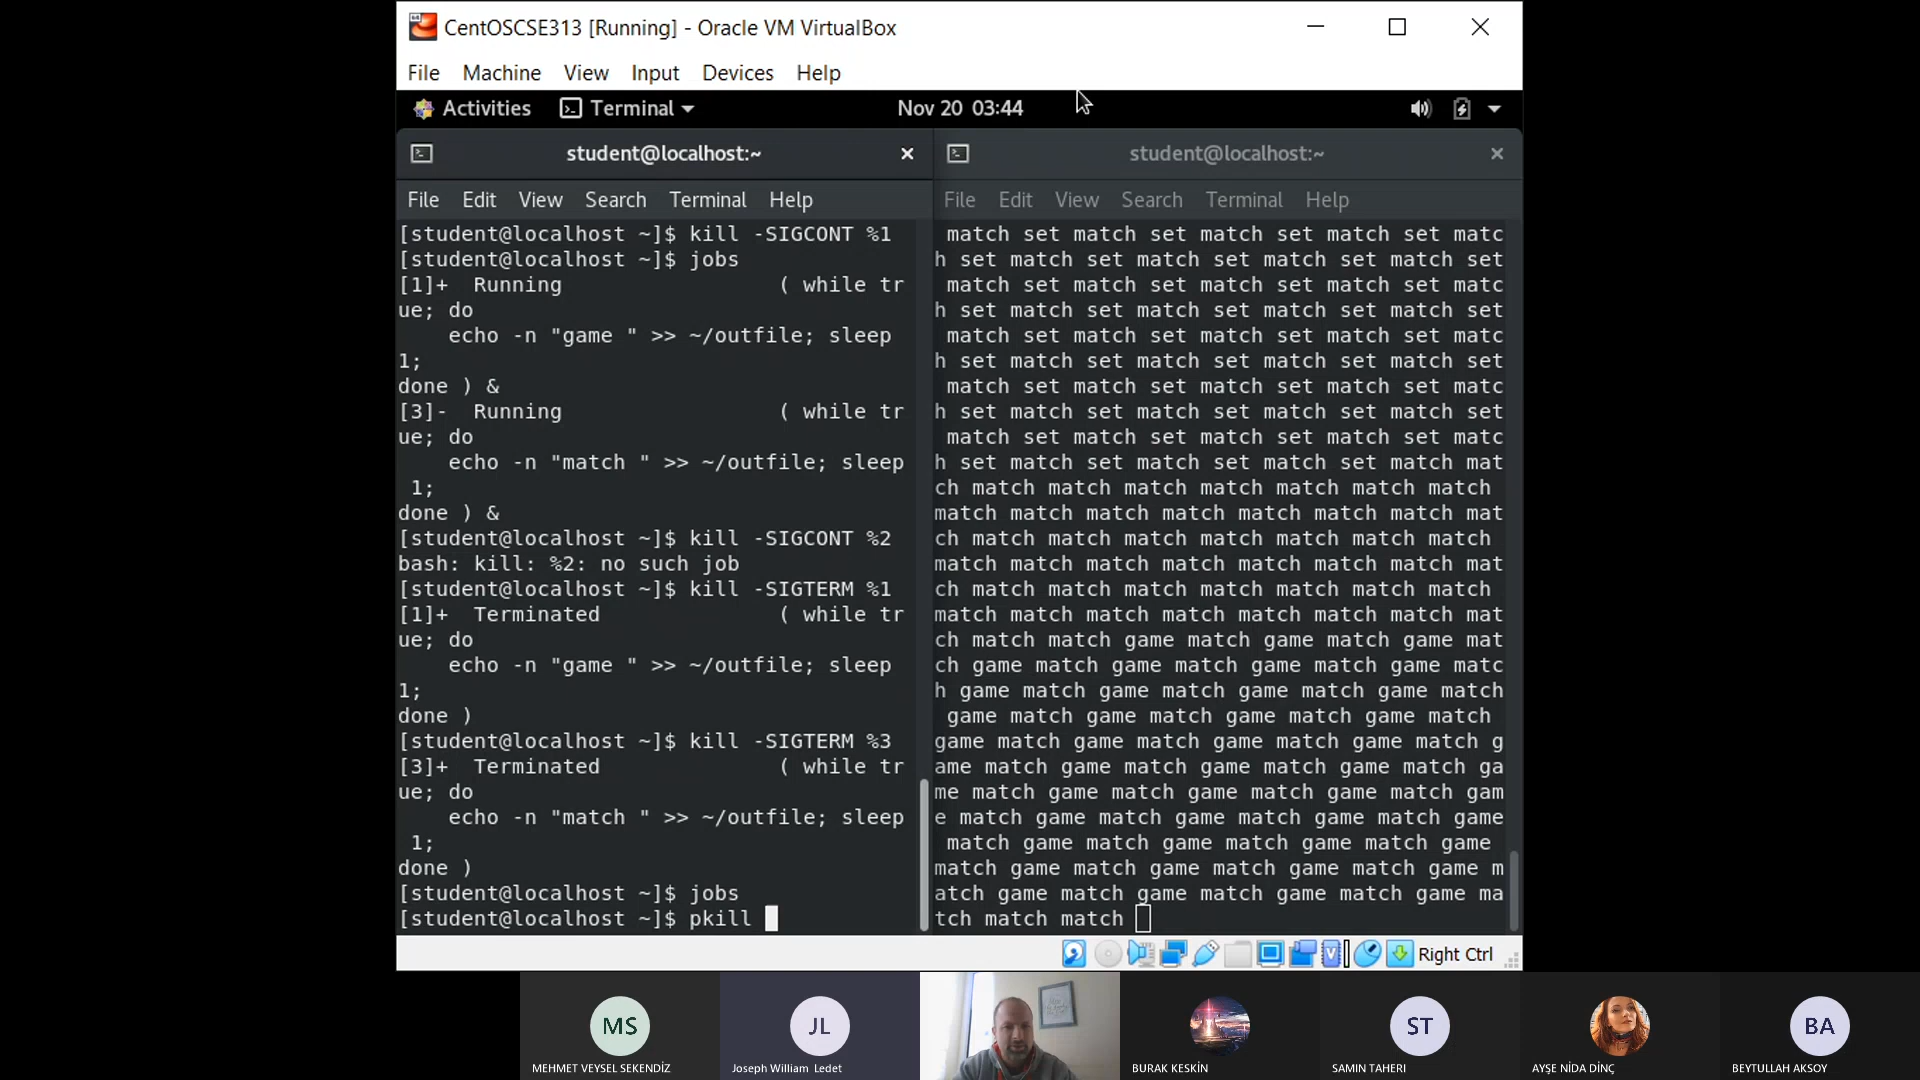 CentOSCSE313 [Running] - Oracle VM VirtualBox
File Machine View Input Devices Help
Activities Terminal Nov 20 03:44
student@localhost:~
File Edit View Search Terminal Help
[student@localhost ~]$ kill -SIGCONT %1
[student@localhost ~]$ jobs
[1]+  Running                 ( while tr
ue; do
    echo -n "game " >> ~/outfile; sleep
1;
done ) &
[3]-  Running                 ( while tr
ue; do
    echo -n "match " >> ~/outfile; sleep
 1;
done ) &
[student@localhost ~]$ kill -SIGCONT %2
bash: kill: %2: no such job
[student@localhost ~]$ kill -SIGTERM %1
[1]+  Terminated              ( while tr
ue; do
    echo -n "game " >> ~/outfile; sleep
1;
done )
[student@localhost ~]$ kill -SIGTERM %3
[3]+  Terminated              ( while tr
ue; do
    echo -n "match " >> ~/outfile; sleep
 1;
done )
[student@localhost ~]$ jobs
[student@localhost ~]$ pkill
student@localhost:~
File Edit View Search Terminal Help
 match set match set match set match set matc
h set match set match set match set match set
 match set match set match set match set matc
h set match set match set match set match set
 match set match set match set match set matc
h set match set match set match set match set
 match set match set match set match set matc
h set match set match set match set match set
 match set match set match set match set matc
h set match set match set match set match mat
ch match match match match match match match
match match match match match match match mat
ch match match match match match match match
match match match match match match match mat
ch match match match match match match match
match match match match match match match mat
ch match match game match game match game mat
ch game match game match game match game matc
h game match game match game match game match
 game match game match game match game match
game match game match game match game match g
ame match game match game match game match ga
me match game match game match game match gam
e match game match game match game match game
 match game match game match game match game
match game match game match game match game m
atch game match game match game match game ma
tch match match
Right Ctrl
MS
MEHMET VEYSEL SEKENDİZ
JL
Joseph William Ledet
BURAK KESKİN
ST
SAMIN TAHERI
AYŞE NİDA DİNÇ
BA
BEYTULLAH AKSOY